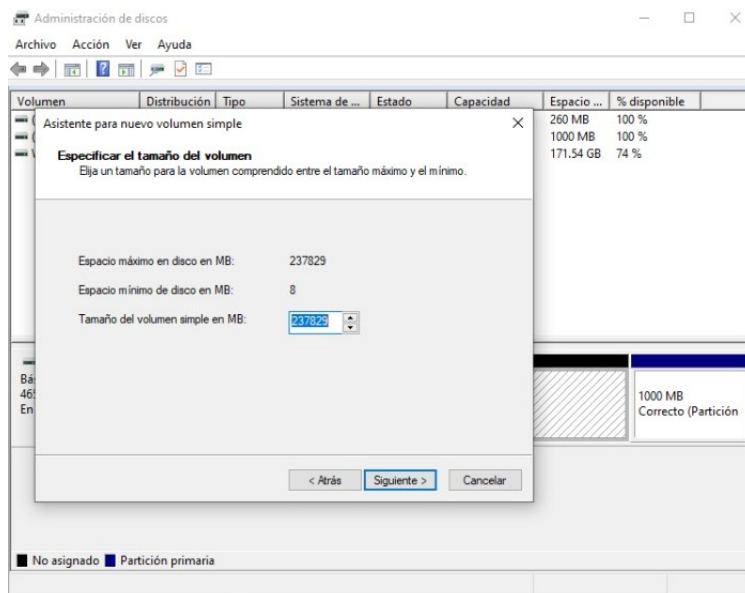 Administración de discos
Archivo Acción Ver Ayuda
Volumen Distribución Tipo Sistema de ... Estado Capacidad Espacio ... % disponible
260 MB 100 %
1000 MB 100 %
171.54 GB 74 %
Asistente para nuevo volumen simple
Especificar el tamaño del volumen
Elija un tamaño para la volumen comprendido entre el tamaño máximo y el mínimo.
Espacio máximo en disco en MB: 237829
Espacio mínimo de disco en MB: 8
Tamaño del volumen simple en MB: 237829
Bá
465
En
1000 MB
Correcto (Partición
< Atrás Siguiente > Cancelar
No asignado Partición primaria